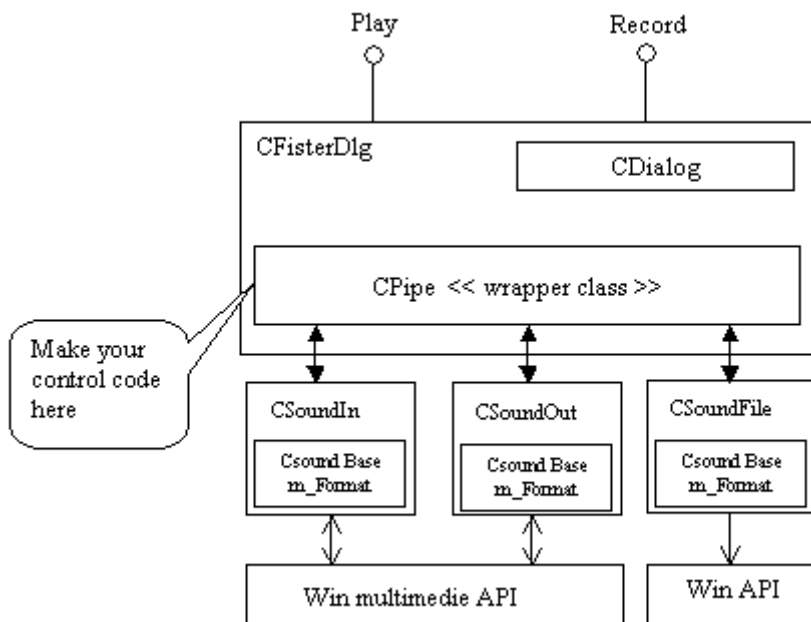 Play
Record
CFisterDlg
CDialog
CPipe << wrapper class >>
Make your
control code
here
CSoundIn
CSoundOut
CSoundFile
Csound Base
m_Format
Csound Base
m_Format
Csound Base
m_Format
Win multimedie API
Win API